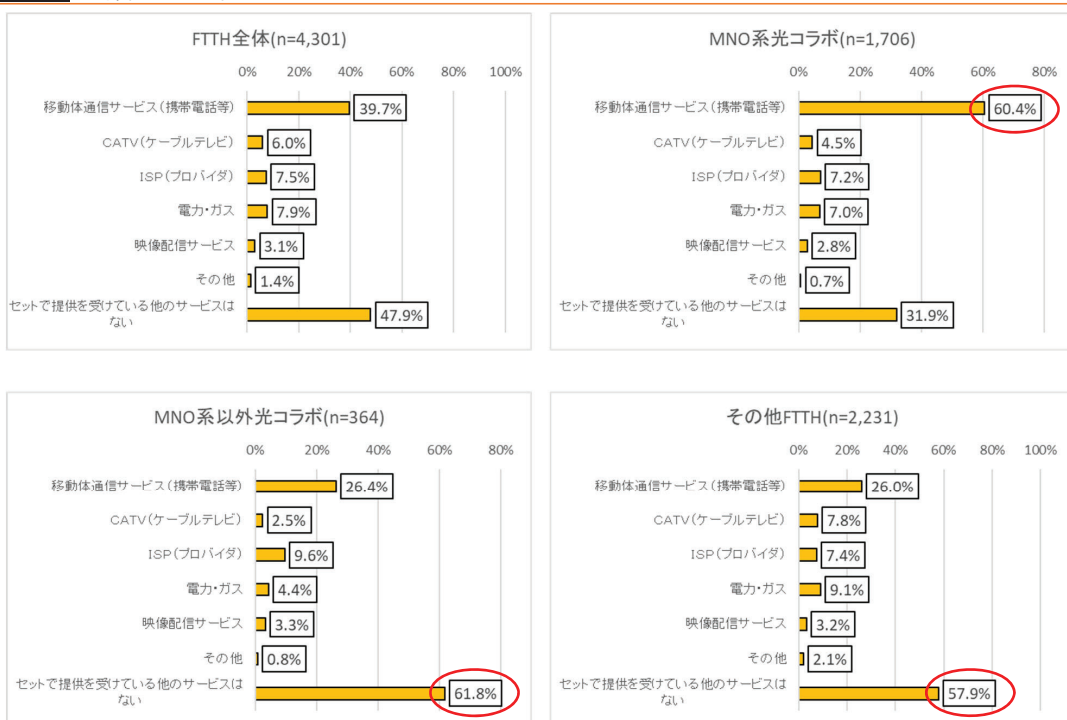 FTTH全体(n=4,301)
0% 20% 40% 60% 80% 100%
移動体通信サービス(携帯電話等) 39.7%
CATV(ケーブルテレビ) 6.0%
ISP(プロバイダ) 7.5%
電力・ガス 7.9%
映像配信サービス 3.1%
その他 1.4%
セットで提供を受けている他のサービスは
ない 47.9%
MNO系光コラボ(n=1,706)
0% 20% 40% 60% 80%
移動体通信サービス(携帯電話等) 60.4%
CATV(ケーブルテレビ) 4.5%
ISP(プロバイダ) 7.2%
電力・ガス 7.0%
映像配信サービス 2.8%
その他 0.7%
セットで提供を受けている他のサービスは
ない 31.9%
MNO系以外光コラボ(n=364)
0% 20% 40% 60% 80%
移動体通信サービス(携帯電話等) 26.4%
CATV(ケーブルテレビ) 2.5%
ISP(プロバイダ) 9.6%
電力・ガス 4.4%
映像配信サービス 3.3%
その他 0.8%
セットで提供を受けている他のサービスは
ない 61.8%
その他FTTH(n=2,231)
0% 20% 40% 60% 80% 100%
移動体通信サービス(携帯電話等) 26.0%
CATV(ケーブルテレビ) 7.8%
ISP(プロバイダ) 7.4%
電力・ガス 9.1%
映像配信サービス 3.2%
その他 2.1%
セットで提供を受けている他のサービスは
ない 57.9%